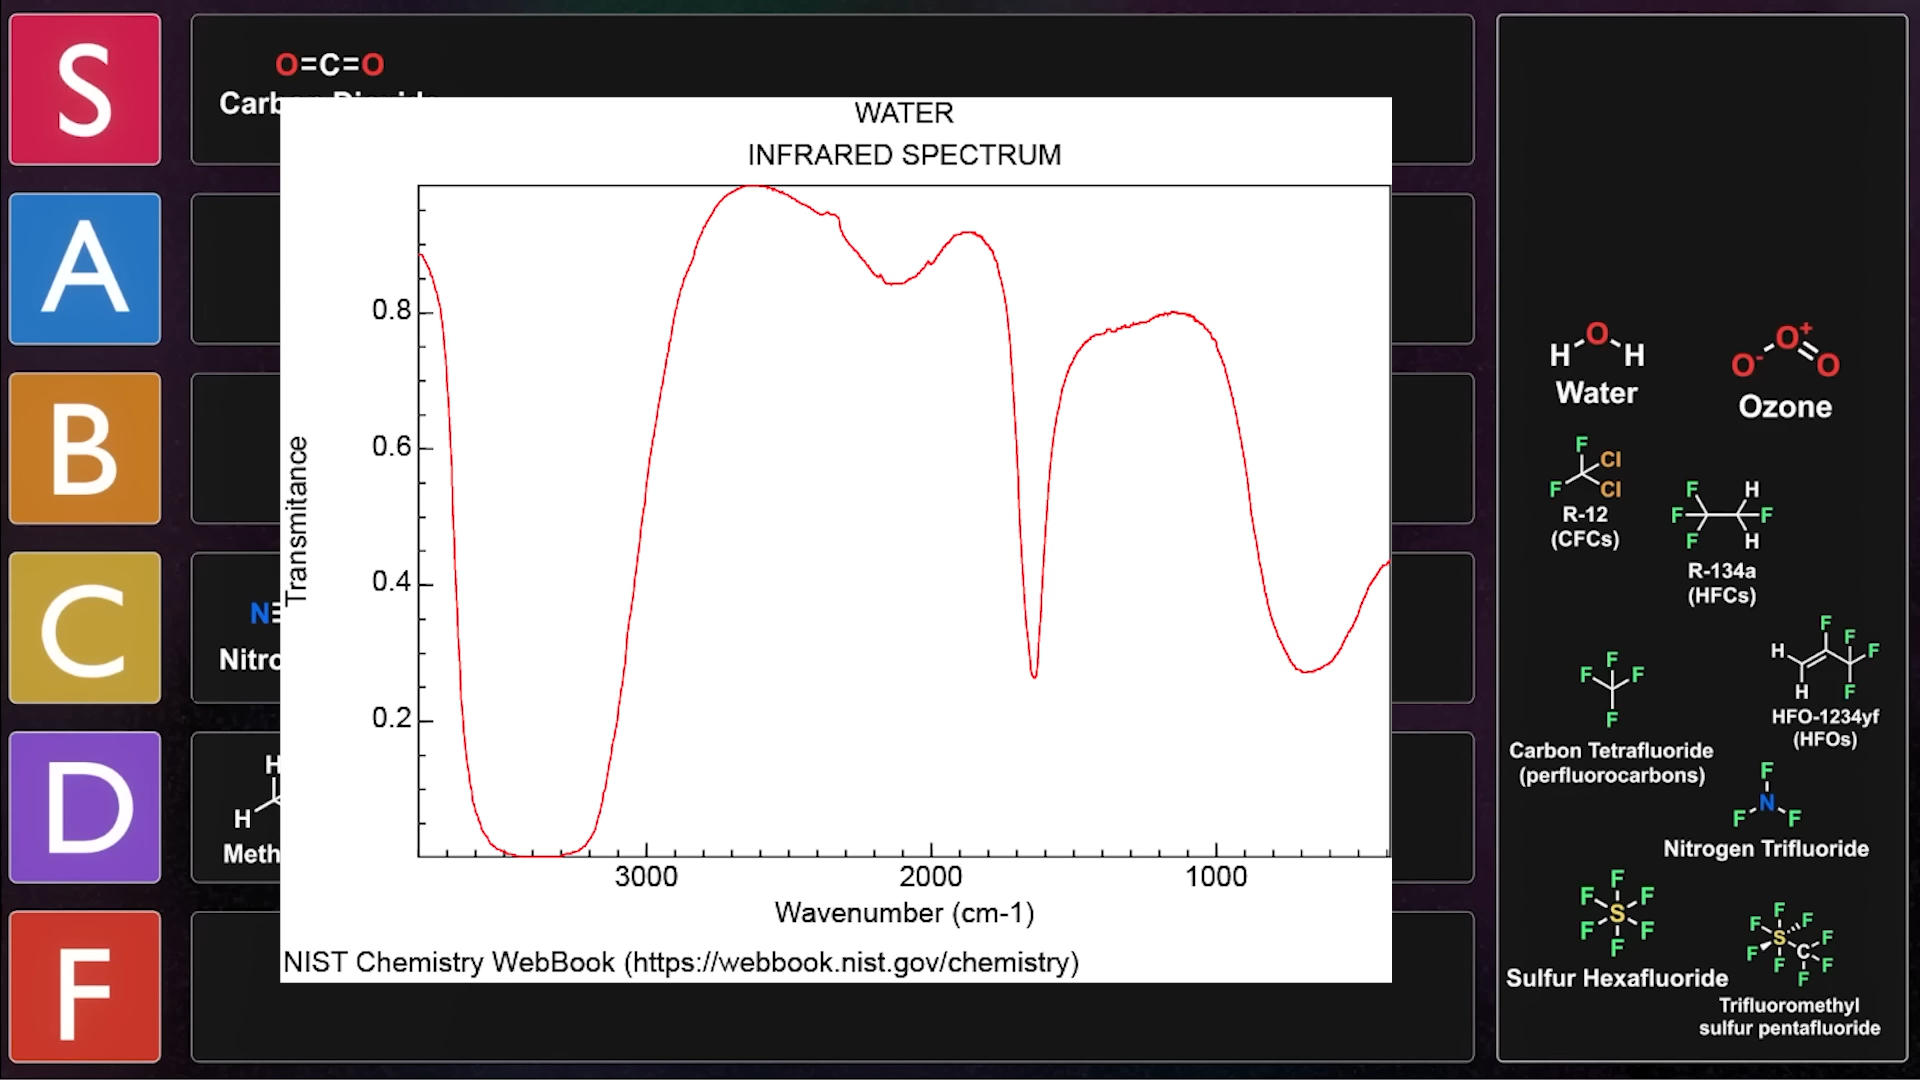 S
O=C=O
Carb
A
B
C
N
Nitro
D
H
H
Meth
F
WATER
INFRARED SPECTRUM
Transmitance
0.8
0.6
0.4
0.2
3000 2000 1000
Wavenumber (cm-1)
NIST Chemistry WebBook (https://webbook.nist.gov/chemistry)
O
H H
Water
O+
O- O
Ozone
F
Cl
F Cl
R-12
(CFCs)
F H
F F
F H
R-134a
(HFCs)
F
F F
F
Carbon Tetrafluoride
(perfluorocarbons)
F
H F
F
H F
HFO-1234yf
(HFOs)
F
N
F F
Nitrogen Trifluoride
F
F F
S
F F
F
Sulfur Hexafluoride
F
F F
S F
F C
F F
F
Trifluoromethyl
sulfur pentafluoride